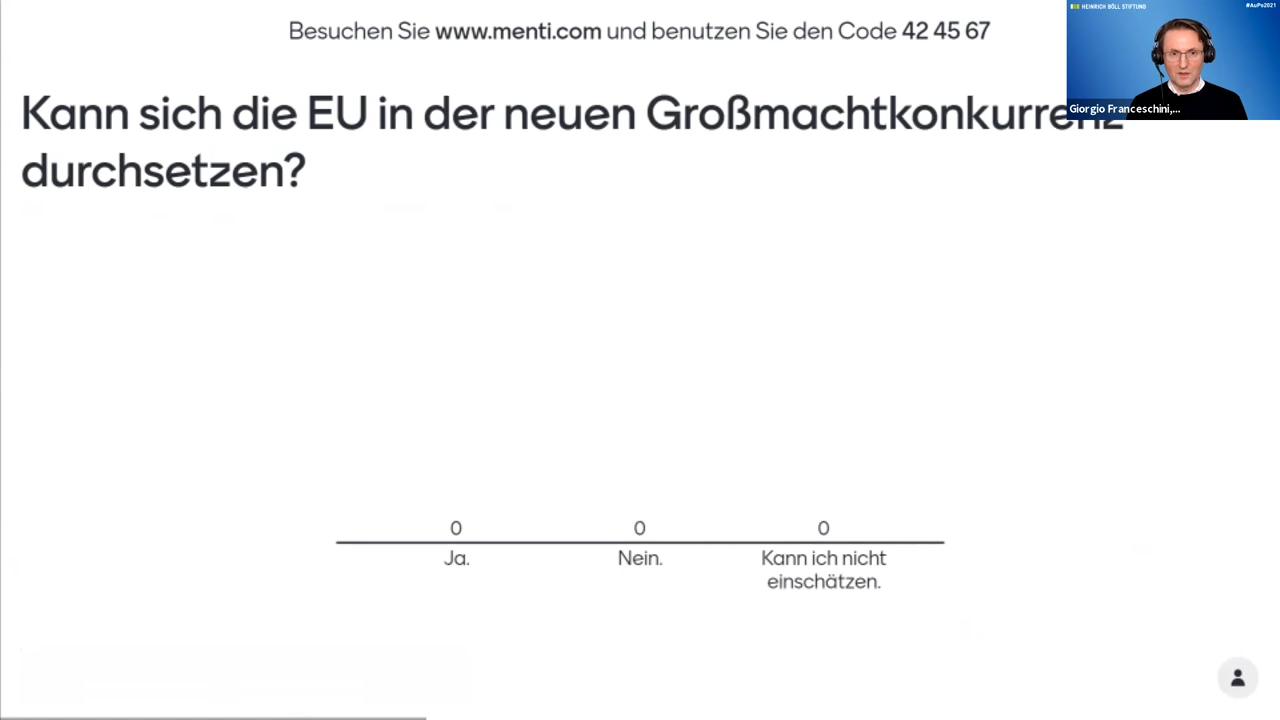 Besuchen Sie www.menti.com und benutzen Sie den Code 42 45 67
HEINRICH BÖLL STIFTUNG
#AuPo2021
Giorgio Franceschini,...
Kann sich die EU in der neuen Großmachtkonkurrenz
durchsetzen?
0 0 0
Ja. Nein. Kann ich nicht
einschätzen.